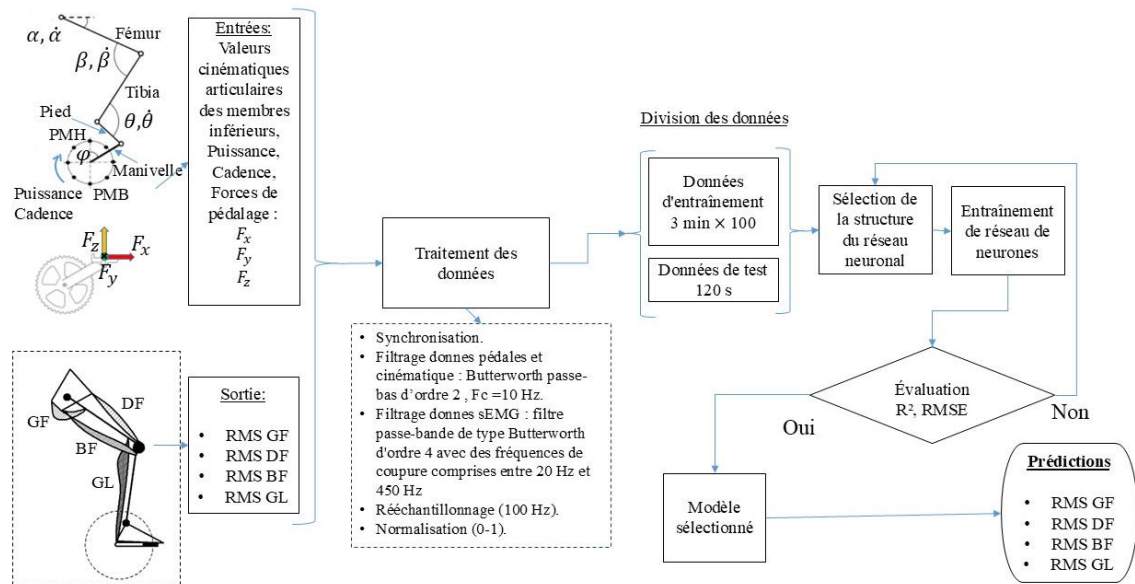 α, α̇
Fémur
β, β̇
Tibia
Pied
θ,θ̇
PMH
φ
Manivelle
Puissance
Cadence
PMB
F_z
F_x
F_y
Entrées:
Valeurs
cinématiques
articulaires
des membres
inférieurs,
Puissance,
Cadence,
Forces de
pédalage :
F_x
F_y
F_z
DF
GF
BF
GL
Sortie:
• RMS GF
• RMS DF
• RMS BF
• RMS GL
Traitement des
données
• Synchronisation.
• Filtrage donnes pédales et
cinématique : Butterworth passe-
bas d'ordre 2 , Fc =10 Hz.
• Filtrage donnes sEMG : filtre
passe-bande de type Butterworth
d'ordre 4 avec des fréquences de
coupure comprises entre 20 Hz et
450 Hz
• Rééchantillonnage (100 Hz).
• Normalisation (0-1).
Division des données
Données
d'entraînement
3 min × 100
Données de test
120 s
Sélection de
la structure
du réseau
neuronal
Entraînement
de réseau de
neurones
Évaluation
R², RMSE
Oui
Non
Modèle
sélectionné
Prédictions
• RMS GF
• RMS DF
• RMS BF
• RMS GL